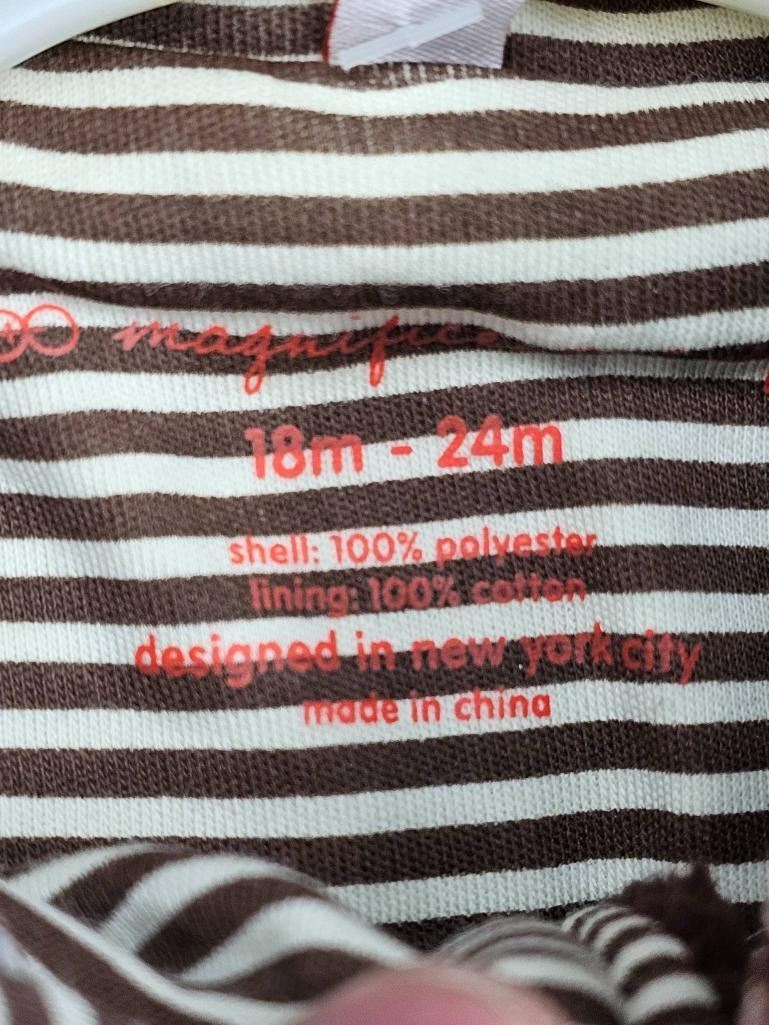 18m - 24m
shell: 100% polyester
lining: 100% cotton
designed in new york city
made in china